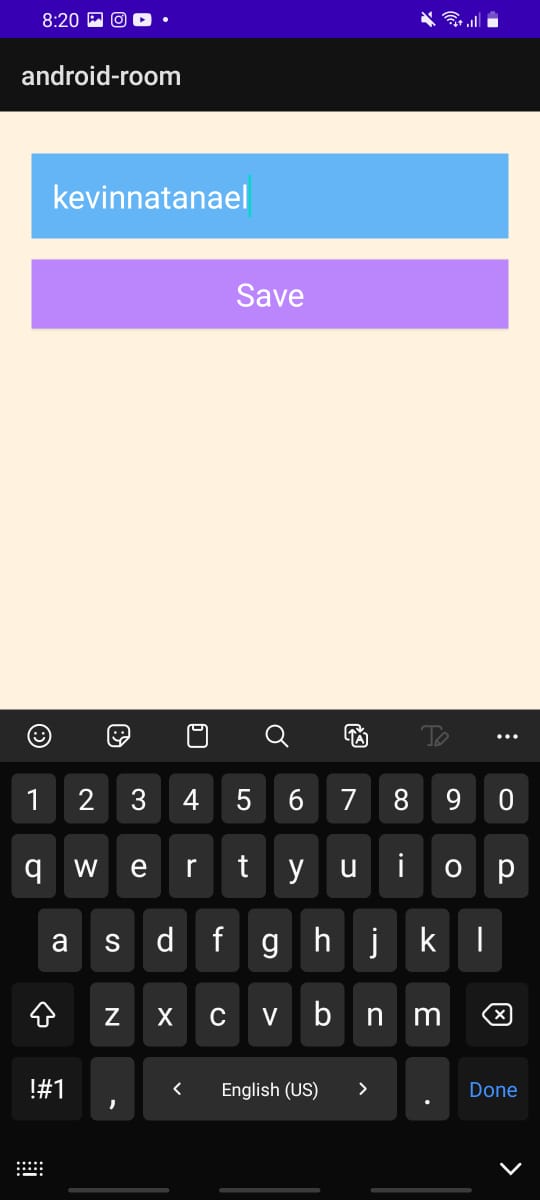 8:20
android-room
kevinnatanael
Save
1 2 3 4 5 6 7 8 9 0
q w e r t y u i o p
a s d f g h j k l
z x c v b n m
!#1 , < English (US) > . Done